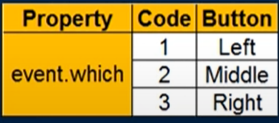 Property Code Button
1 Left
event.which 2 Middle
3 Right